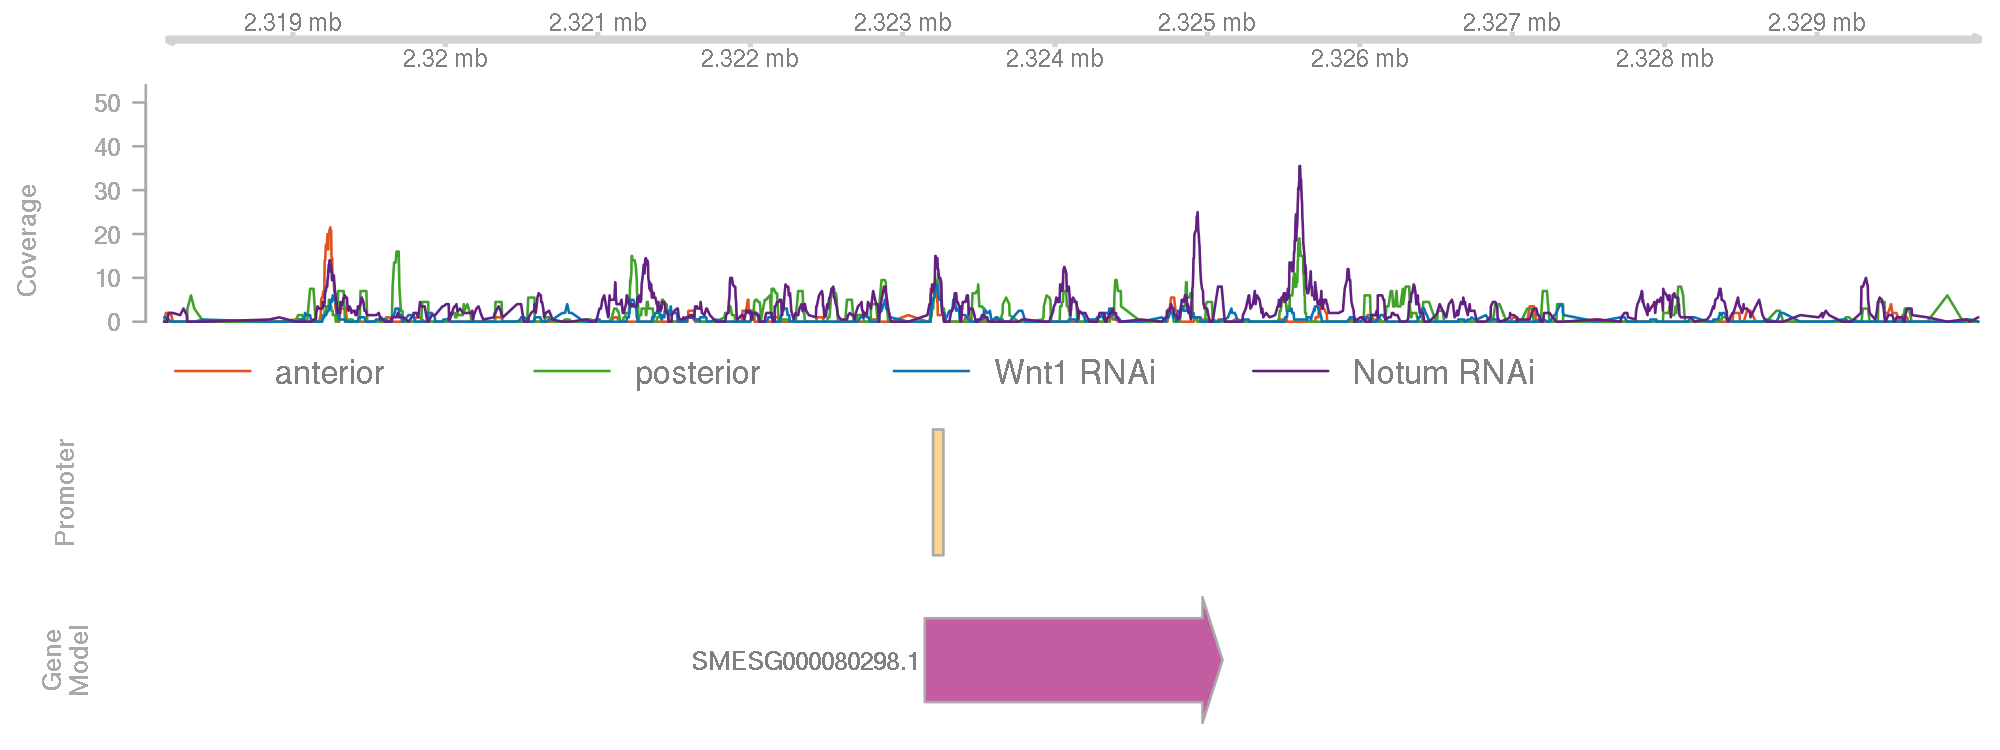 2.319 mb 2.321 mb 2.323 mb 2.325 mb 2.327 mb 2.329 mb
2.32 mb 2.322 mb 2.324 mb 2.326 mb 2.328 mb
Coverage
50
40
30
20
10
0
anterior posterior Wnt1 RNAi Notum RNAi
Promoter
Gene
Model
SMESG000080298.1